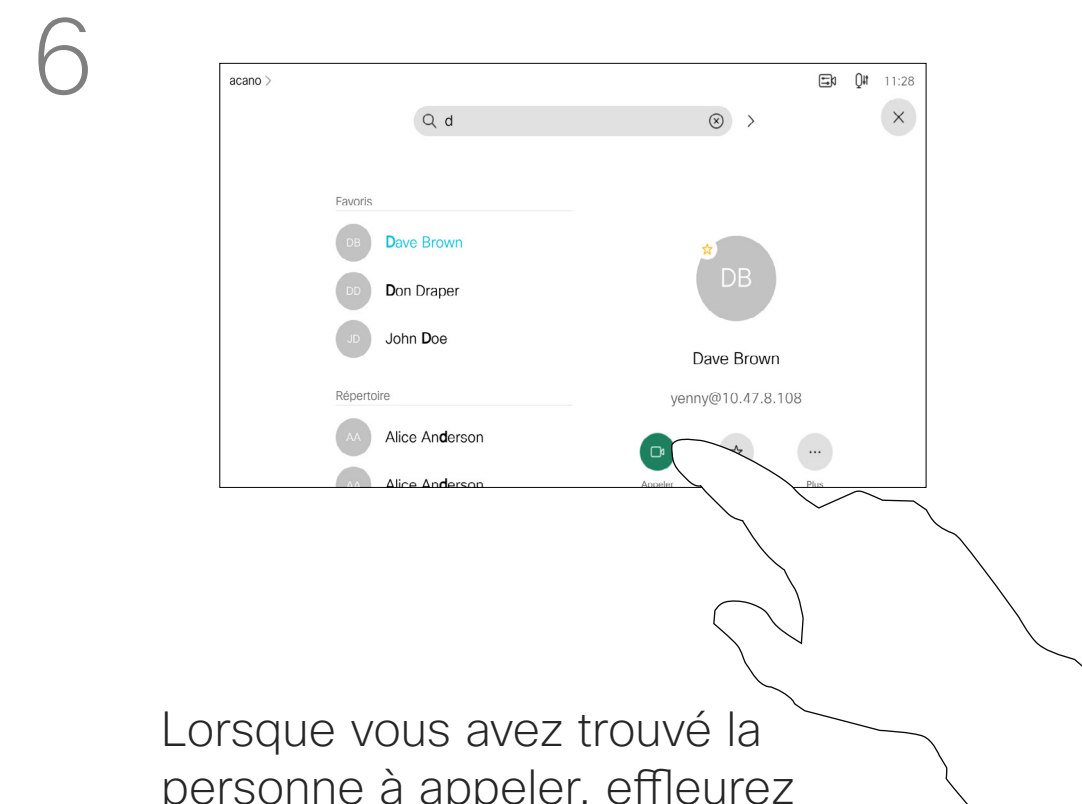 6
acano >
11:28
d
Favoris
DB Dave Brown
DD Don Draper
JD John Doe
DB
Dave Brown
yenny@10.47.8.108
Répertoire
AA Alice Anderson
AA Alice Anderson
Appeler
Plus
Lorsque vous avez trouvé la
personne à appeler, effleurez